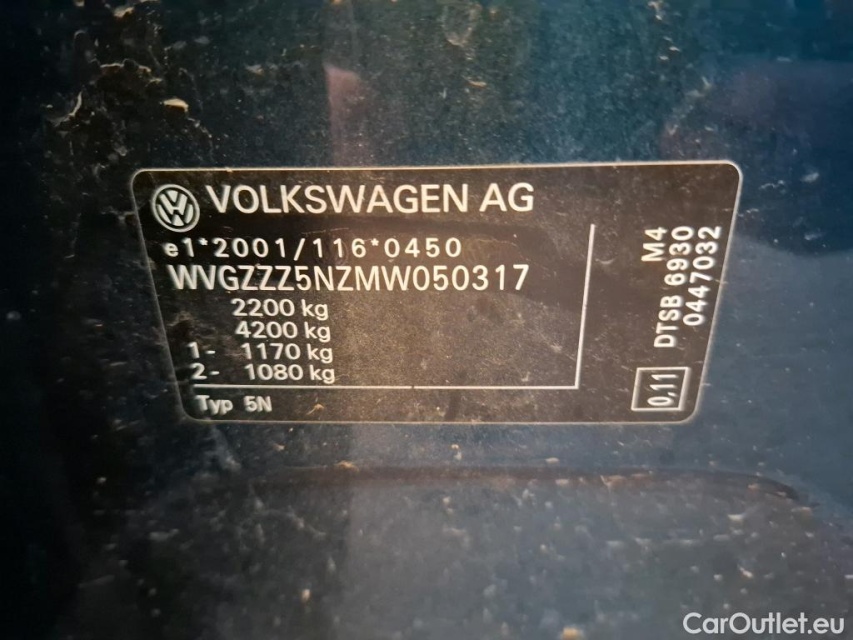 VOLKSWAGEN AG
e1*2001/116*0450
WVGZZZ5NZMW050317
2200 kg
4200 kg
1- 1170 kg
2- 1080 kg
Typ 5N
M4
DTSB 6930
0447032
0,11
CarOutlet.eu